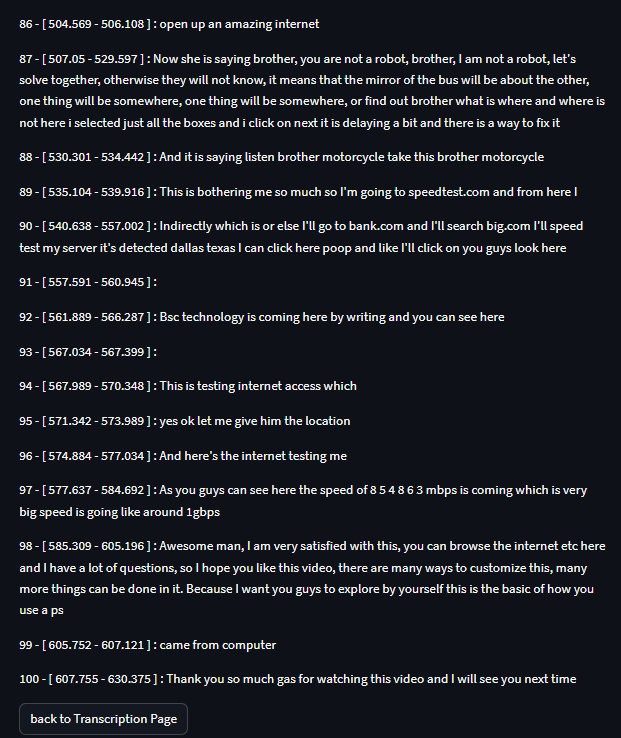 86 - [ 504.569 - 506.108 ] : open up an amazing internet
87 - [ 507.05 - 529.597 ] : Now she is saying brother, you are not a robot, brother, I am not a robot, let's
solve together, otherwise they will not know, it means that the mirror of the bus will be about the other,
one thing will be somewhere, one thing will be somewhere, or find out brother what is where and where is
not here i selected just all the boxes and i click on next it is delaying a bit and there is a way to fix it
88 - [ 530.301 - 534.442 ] : And it is saying listen brother motorcycle take this brother motorcycle
89 - [ 535.104 - 539.916 ] : This is bothering me so much so I'm going to speedtest.com and from here I
90 - [ 540.638 - 557.002 ] : Indirectly which is or else I'll go to bank.com and I'll search big.com I'll speed
test my server it's detected dallas texas I can click here poop and like I'll click on you guys look here
91 - [ 557.591 - 560.945 ] :
92 - [ 561.889 - 566.287 ] : Bsc technology is coming here by writing and you can see here
93 - [ 567.034 - 567.399 ] :
94 - [ 567.989 - 570.348 ] : This is testing internet access which
95 - [ 571.342 - 573.989 ] : yes ok let me give him the location
96 - [ 574.884 - 577.034 ] : And here's the internet testing me
97 - [ 577.637 - 584.692 ] : As you guys can see here the speed of 8 5 4 8 6 3 mbps is coming which is very
big speed is going like around 1gbps
98 - [ 585.309 - 605.196 ] : Awesome man, I am very satisfied with this, you can browse the internet etc here
and I have a lot of questions, so I hope you like this video, there are many ways to customize this, many
more things can be done in it. Because I want you guys to explore by yourself this is the basic of how you
use a ps
99 - [ 605.752 - 607.121 ] : came from computer
100 - [ 607.755 - 630.375 ] : Thank you so much gas for watching this video and I will see you next time
back to Transcription Page